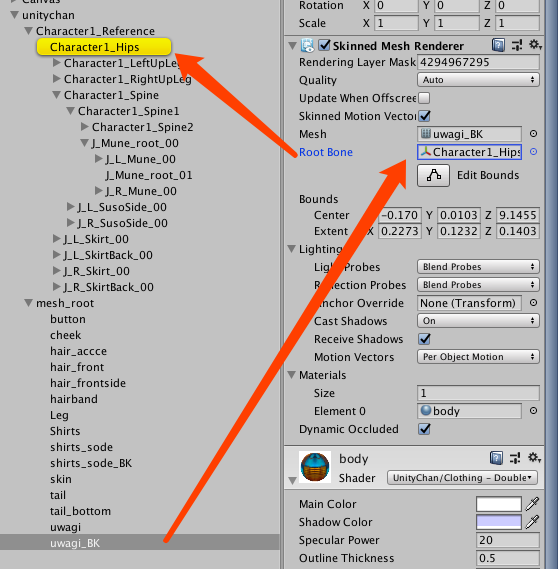 Canvas
unitychan
Character1_Reference
Character1_Hips
Character1_LeftUpLeg
Character1_RightUpLeg
Character1_Spine
Character1_Spine1
Character1_Spine2
J_Mune_root_00
J_L_Mune_00
J_Mune_root_01
J_R_Mune_00
J_L_SusoSide_00
J_R_SusoSide_00
J_L_Skirt_00
J_L_SkirtBack_00
J_R_Skirt_00
J_R_SkirtBack_00
mesh_root
button
cheek
hair_accce
hair_front
hair_frontside
hairband
Leg
Shirts
shirts_sode
shirts_sode_BK
skin
tail
tail_bottom
uwagi
uwagi_BK
Rotation X 0 Y 0 Z 0
Scale X 1 Y 1 Z 1
Skinned Mesh Renderer
Rendering Layer Mask 4294967295
Quality Auto
Update When Offscree
Skinned Motion Vector
Mesh uwagi_BK
Root Bone Character1_Hips
Edit Bounds
Bounds
Center -0.170 Y 0.0103 Z 9.1455
Extent X 0.2273 Y 0.1232 Z 0.1403
Lighting
Light Probes Blend Probes
Reflection Probes Blend Probes
Anchor Override None (Transform)
Cast Shadows On
Receive Shadows
Motion Vectors Per Object Motion
Materials
Size 1
Element 0 body
Dynamic Occluded
body
Shader UnityChan/Clothing - Double
Main Color
Shadow Color
Specular Power 20
Outline Thickness 0.5